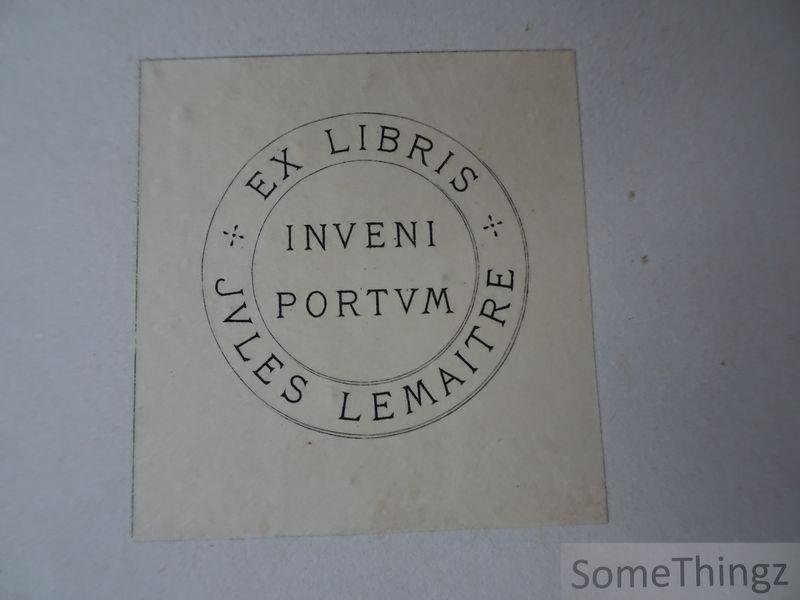 EX LIBRIS
INVENI
PORTVM
JVLES LEMAITRE
SomeThingz